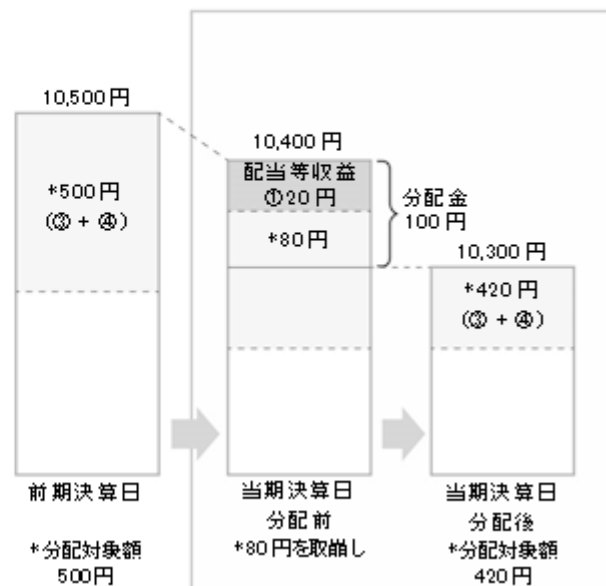 10,500円
*500円
(③+④)
前期決算日
*分配対象額
500円
10,400円
配当等収益
①20円
*80円
分配金
100円
当期決算日
分配前
*80円を取崩し
10,300円
*420円
(③+④)
当期決算日
分配後
*分配対象額
420円